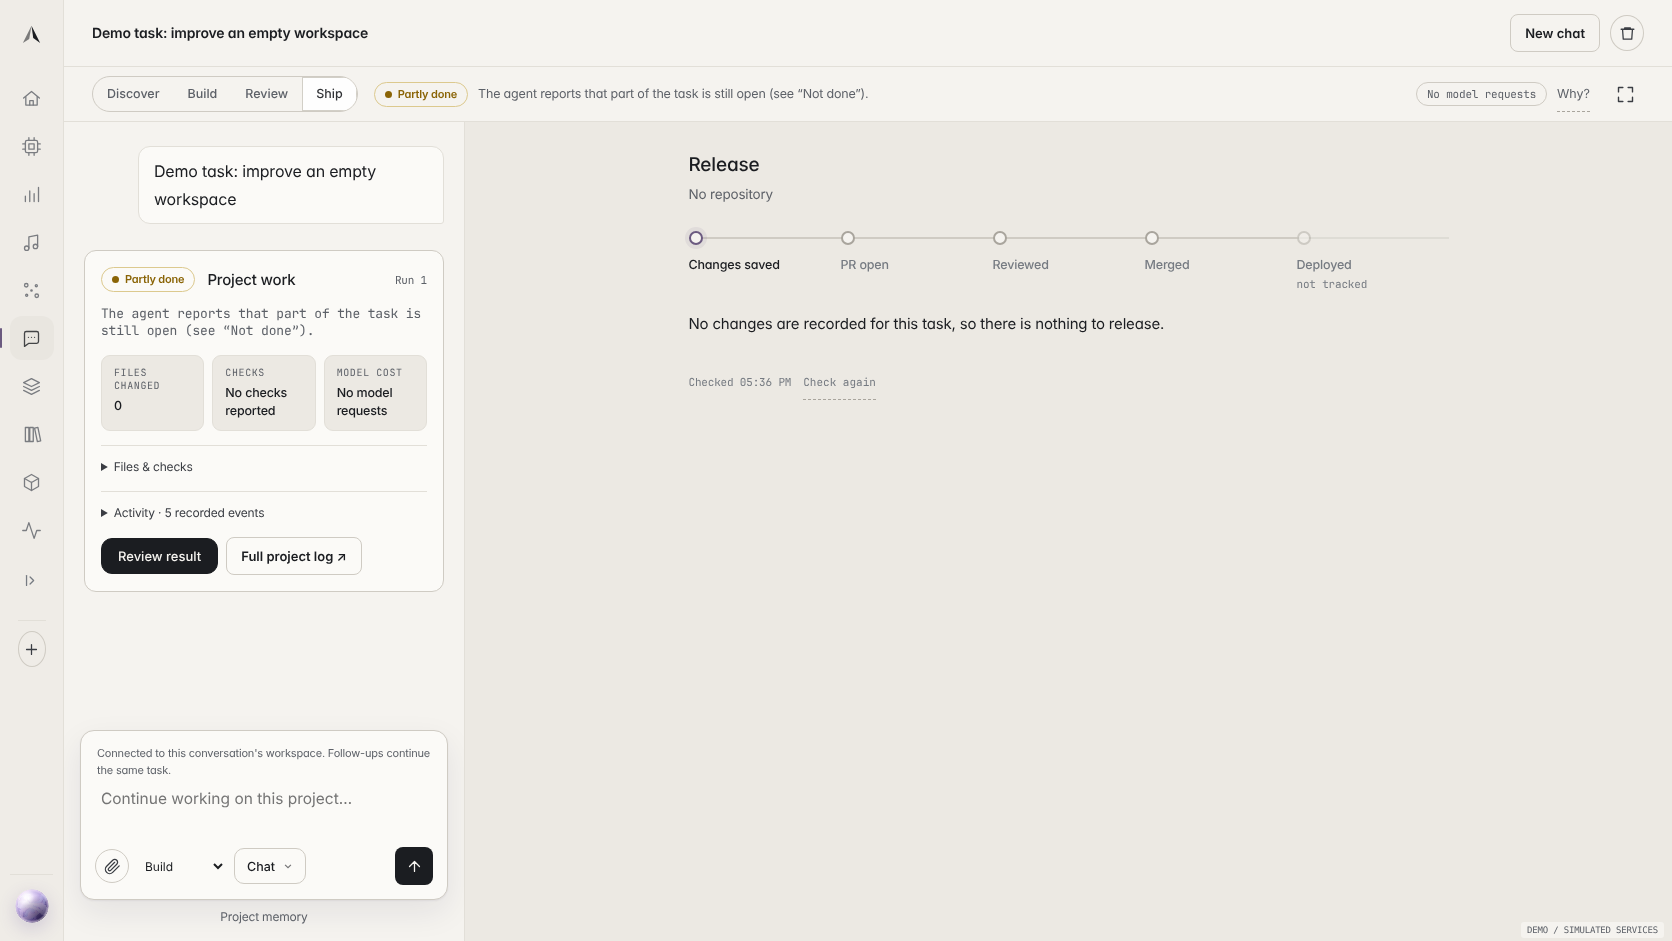 Demo task: improve an empty workspace
New chat
Discover
Build
Review
Ship
Partly done
The agent reports that part of the task is still open (see “Not done”).
No model requests
Why?
Demo task: improve an empty
workspace
Partly done
Project work
Run 1
The agent reports that part of the task is
still open (see “Not done”).
FILES
CHANGED
0
CHECKS
No checks
reported
MODEL COST
No model
requests
Files & checks
Activity · 5 recorded events
Review result
Full project log ↗
Connected to this conversation's workspace. Follow-ups continue
the same task.
Continue working on this project...
Build
Chat
Project memory
Release
No repository
Changes saved
PR open
Reviewed
Merged
Deployed
not tracked
No changes are recorded for this task, so there is nothing to release.
Checked 05:36 PM
Check again
DEMO / SIMULATED SERVICES